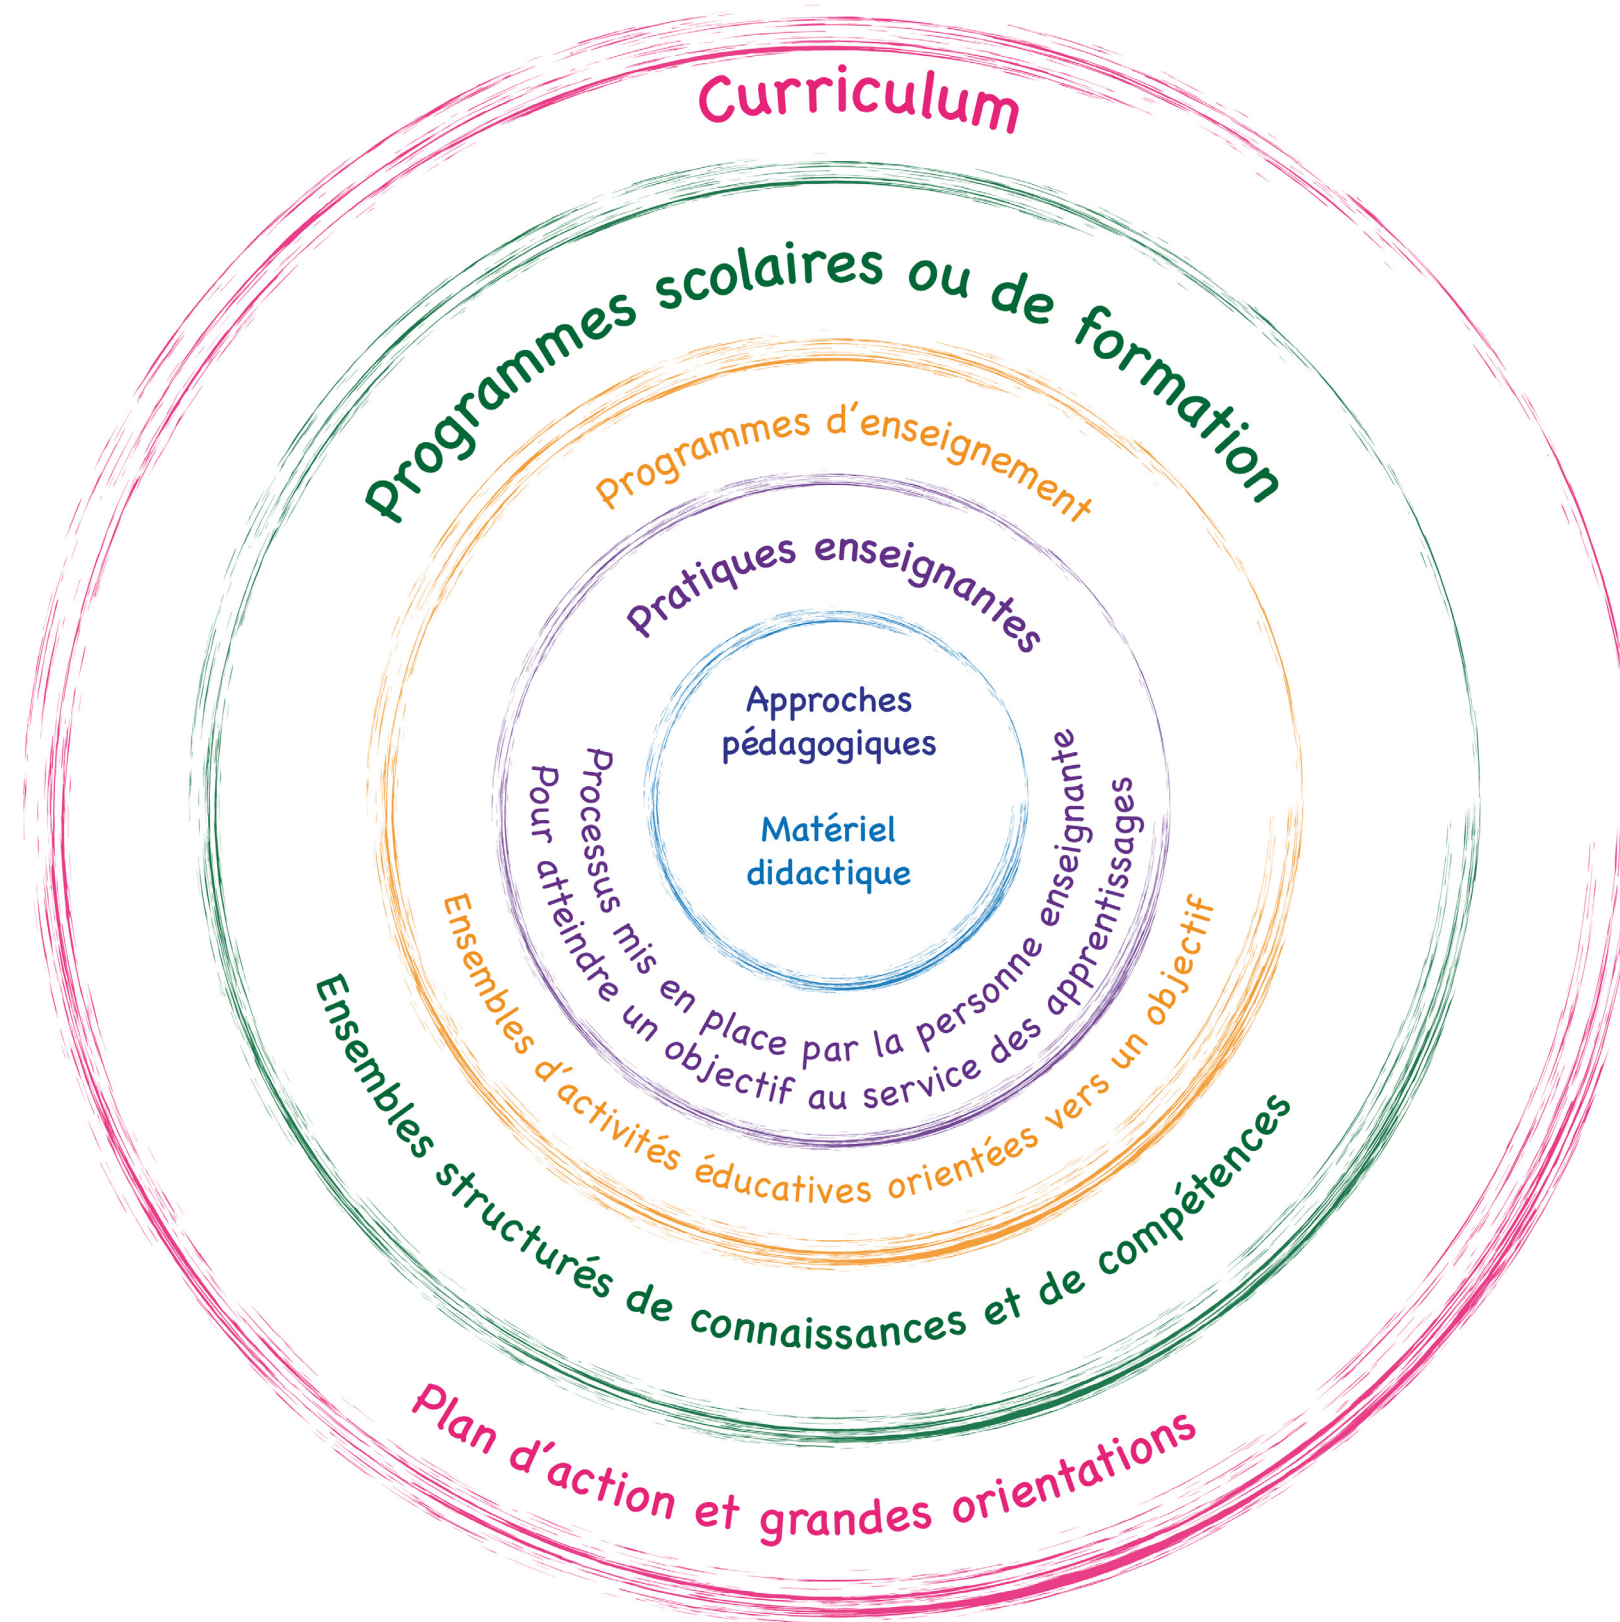 Curriculum
Programmes scolaires ou de formation
Programmes d'enseignement
Pratiques enseignantes
Approches
pédagogiques
Matériel
didactique
Processus mis en place par la personne enseignante
Pour atteindre un objectif au service des apprentissages
Ensembles d'activités éducatives orientées vers un objectif
Ensembles structurés de connaissances et de compétences
Plan d'action et grandes orientations